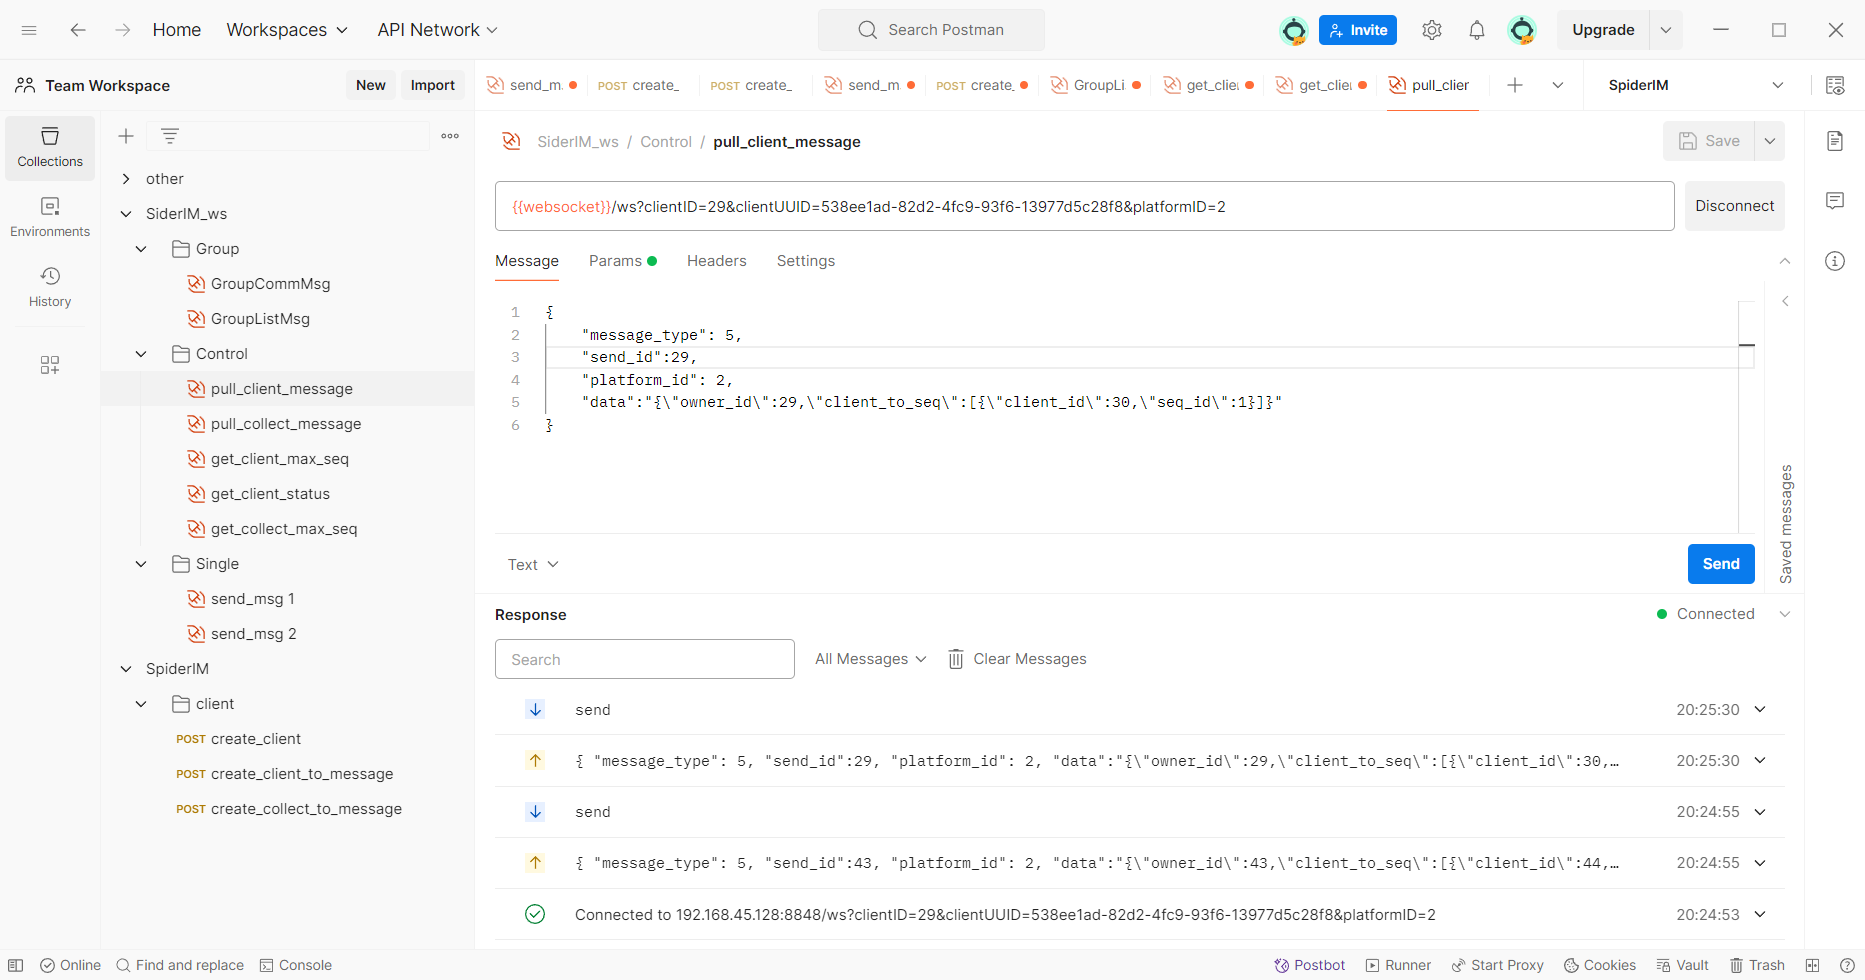 Home Workspaces API Network Search Postman Invite Upgrade
Team Workspace New Import send_m. POST create_ POST create_ send_m. POST create_ GroupLi get_clie get_clie pull_clier SpiderIM
Collections
Environments
History
other
SiderIM_ws
Group
GroupCommMsg
GroupListMsg
Control
pull_client_message
pull_collect_message
get_client_max_seq
get_client_status
get_collect_max_seq
Single
send_msg 1
send_msg 2
SpiderIM
client
POST create_client
POST create_client_to_message
POST create_collect_to_message
SiderIM_ws / Control / pull_client_message Save
{{websocket}}/ws?clientID=29&clientUUID=538ee1ad-82d2-4fc9-93f6-13977d5c28f8&platformID=2 Disconnect
Message Params Headers Settings
1 {
2 "message_type": 5,
3 "send_id":29,
4 "platform_id": 2,
5 "data":"{\"owner_id\":29,\"client_to_seq\":[{\"client_id\":30,\"seq_id\":1}]}"
6 }
Saved messages
Text Send
Response Connected
Search All Messages Clear Messages
send 20:25:30
{ "message_type": 5, "send_id":29, "platform_id": 2, "data":"{\"owner_id\":29,\"client_to_seq\":[{\"client_id\":30,… 20:25:30
send 20:24:55
{ "message_type": 5, "send_id":43, "platform_id": 2, "data":"{\"owner_id\":43,\"client_to_seq\":[{\"client_id\":44,… 20:24:55
Connected to 192.168.45.128:8848/ws?clientID=29&clientUUID=538ee1ad-82d2-4fc9-93f6-13977d5c28f8&platformID=2 20:24:53
Online Find and replace Console Postbot Runner Start Proxy Cookies Vault Trash